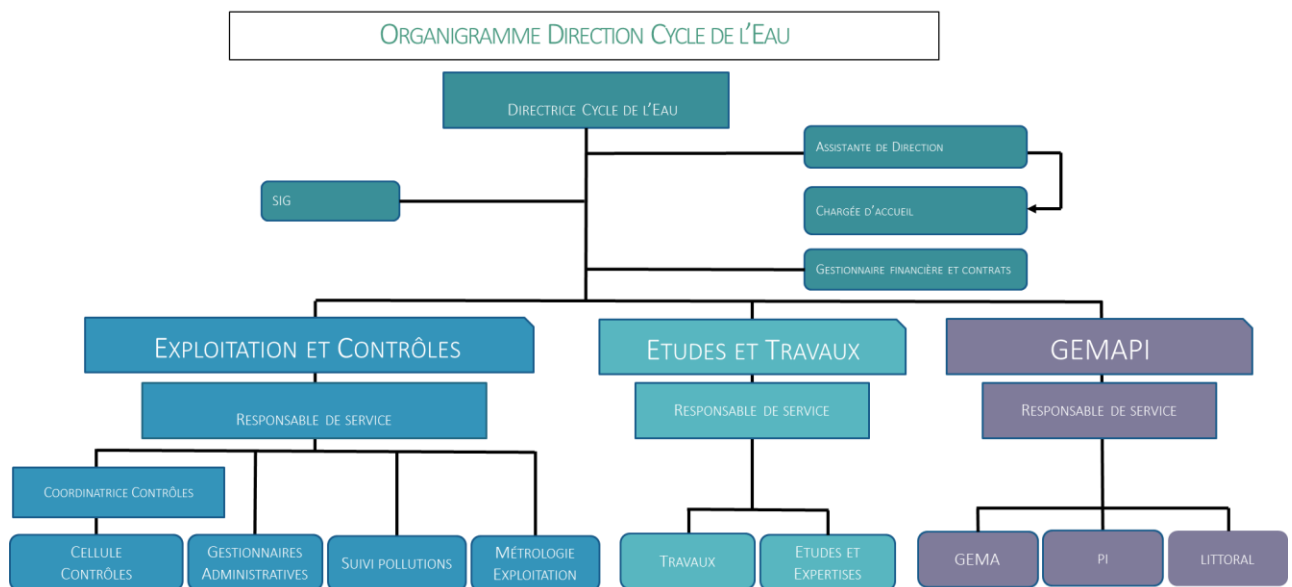 ORGANIGRAMME DIRECTION CYCLE DE L'EAU
DIRECTRICE CYCLE DE L'EAU
ASSISTANTE DE DIRECTION
SIG
CHARGÉE D'ACCUEIL
GESTIONNAIRE FINANCIÈRE ET CONTRATS
EXPLOITATION ET CONTRÔLES
ETUDES ET TRAVAUX
GEMAPI
RESPONSABLE DE SERVICE
RESPONSABLE DE SERVICE
RESPONSABLE DE SERVICE
COORDINATRICE CONTRÔLES
CELLULE
CONTRÔLES
GESTIONNAIRES
ADMINISTRATIVES
SUIVI POLLUTIONS
MÉTROLOGIE
EXPLOITATION
TRAVAUX
ETUDES ET
EXPERTISES
GEMA
PI
LITTORAL